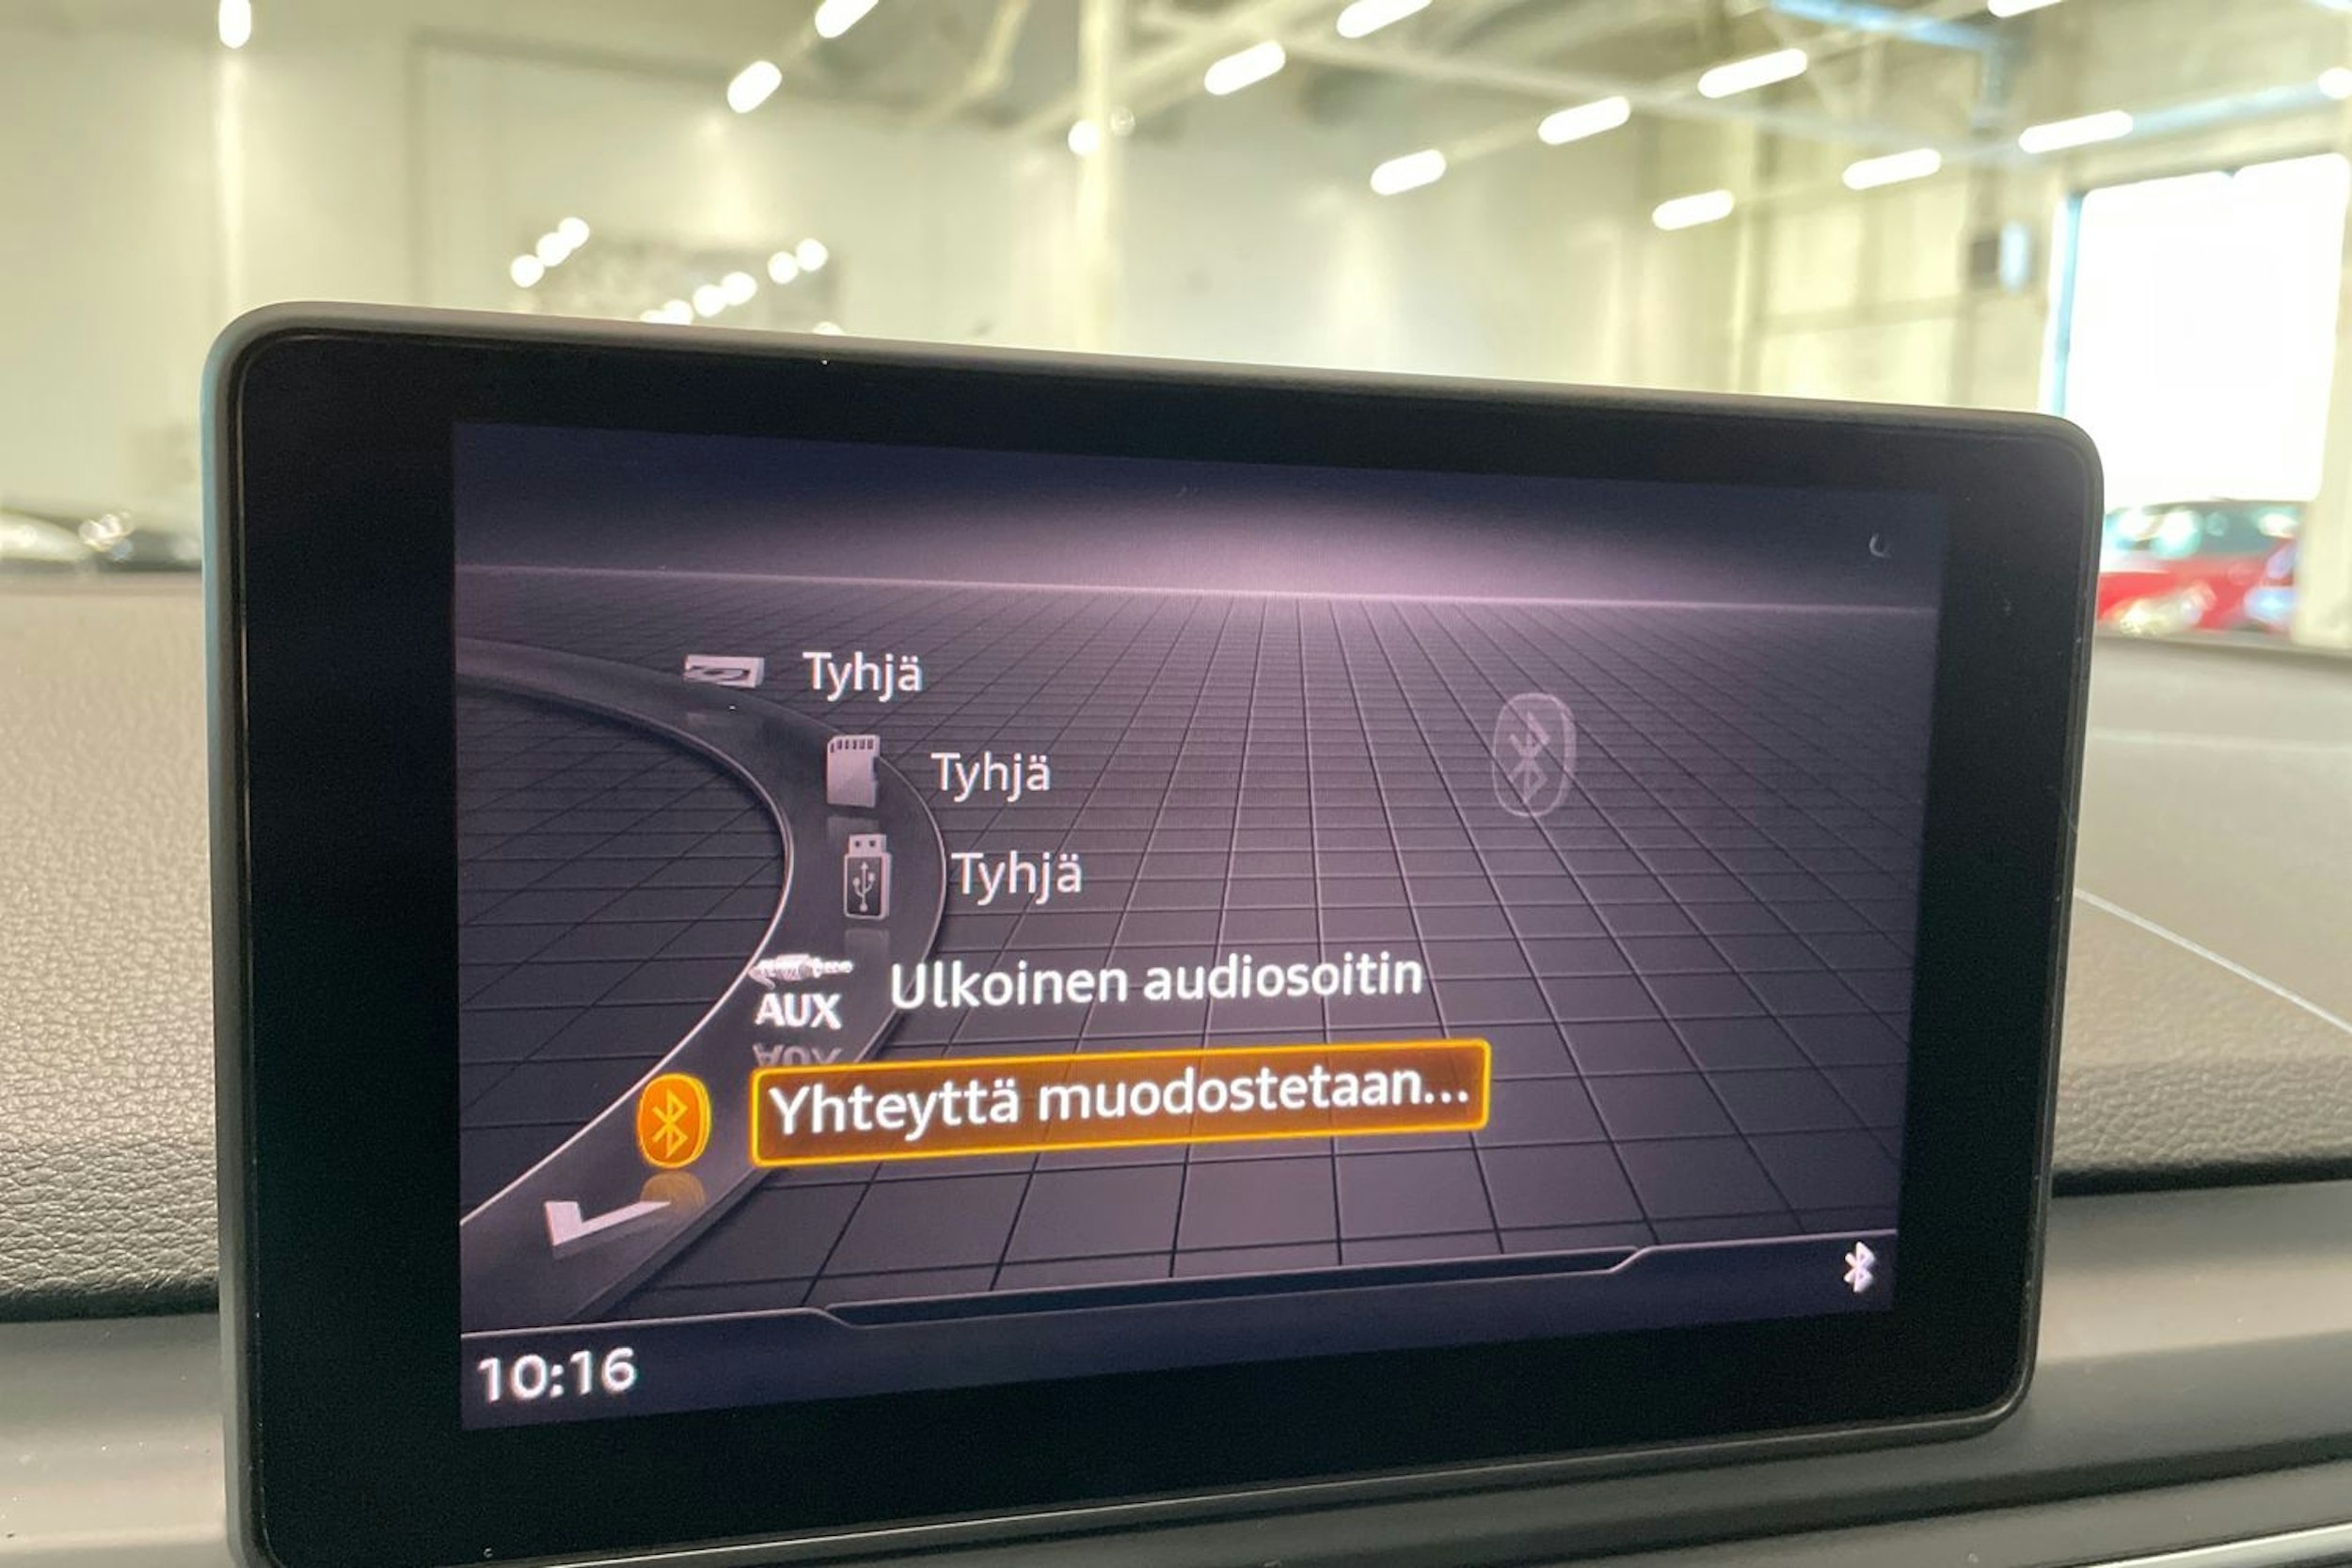 Tyhjä
Tyhjä
Tyhjä
AUX Ulkoinen audiosoitin
Yhteyttä muodostetaan...
10:16